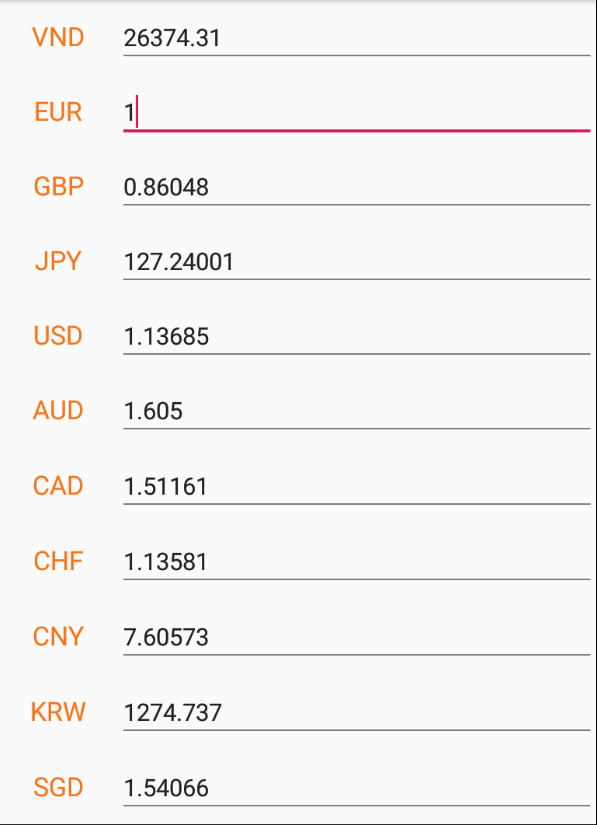 VND 26374.31
EUR 1
GBP 0.86048
JPY 127.24001
USD 1.13685
AUD 1.605
CAD 1.51161
CHF 1.13581
CNY 7.60573
KRW 1274.737
SGD 1.54066